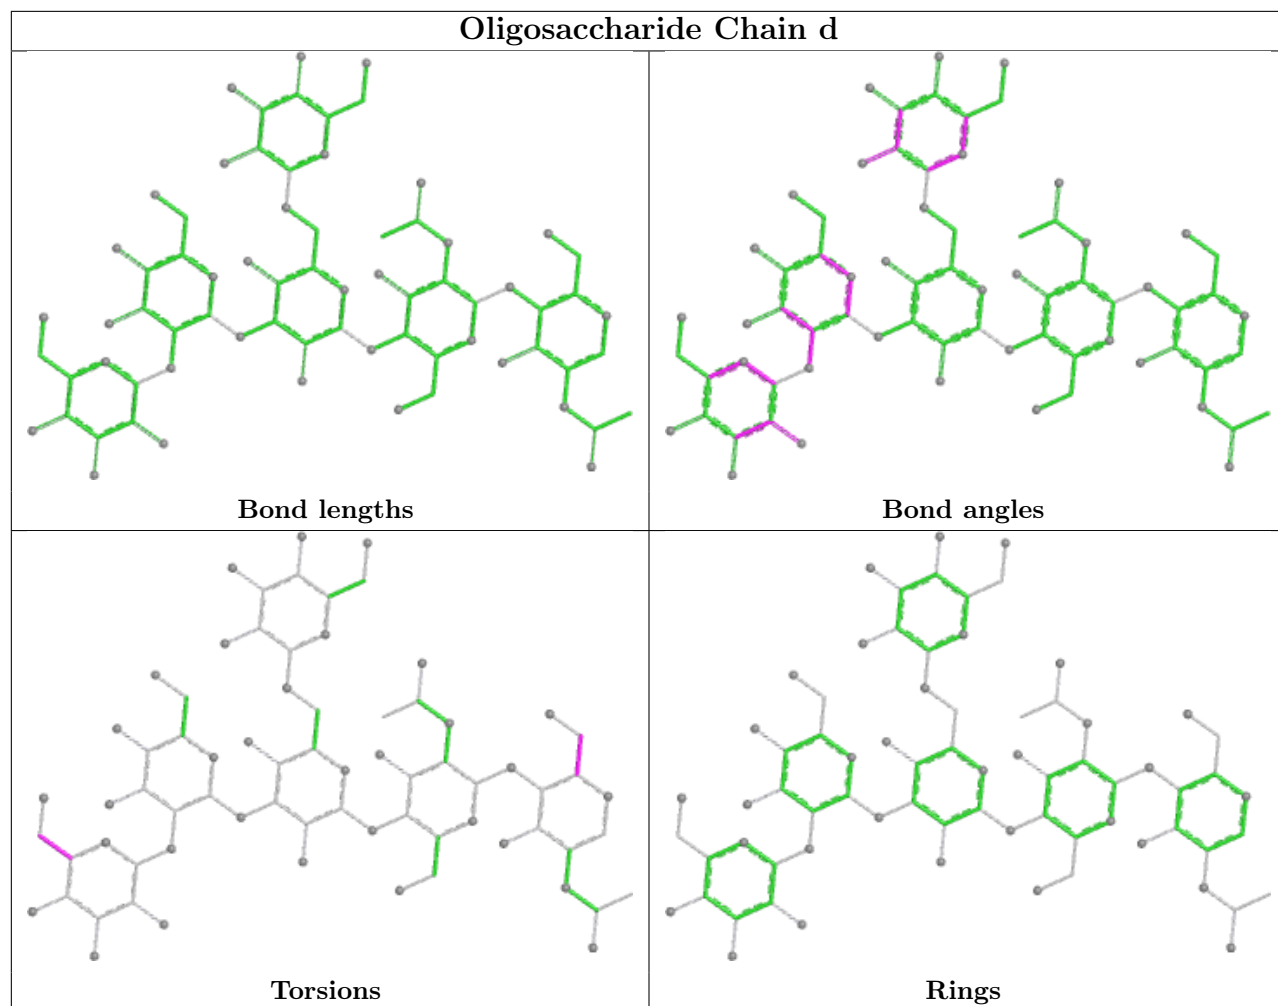 Oligosaccharide Chain d
Bond lengths
Bond angles
Torsions
Rings